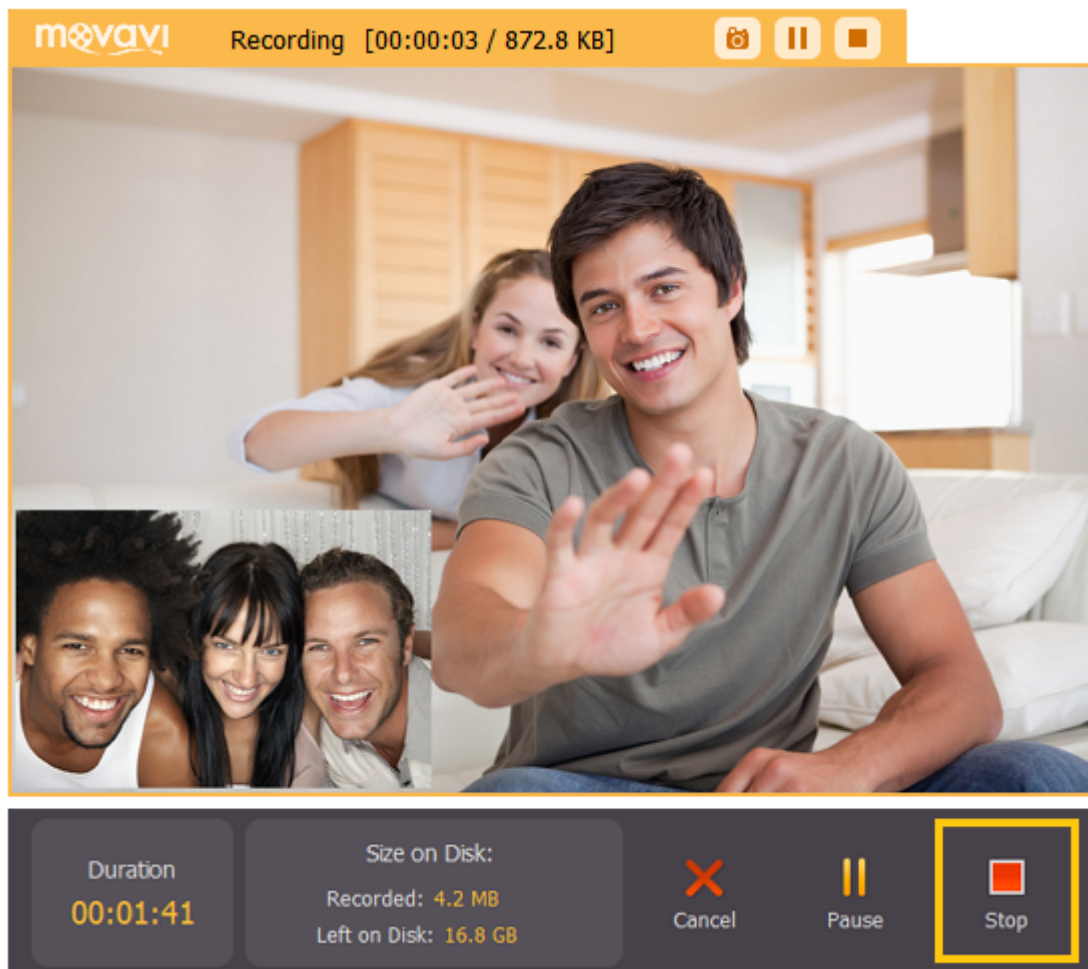 movavi Recording [00:00:03 / 872.8 KB]
Duration
00:01:41
Size on Disk:
Recorded: 4.2 MB
Left on Disk: 16.8 GB
Cancel
Pause
Stop